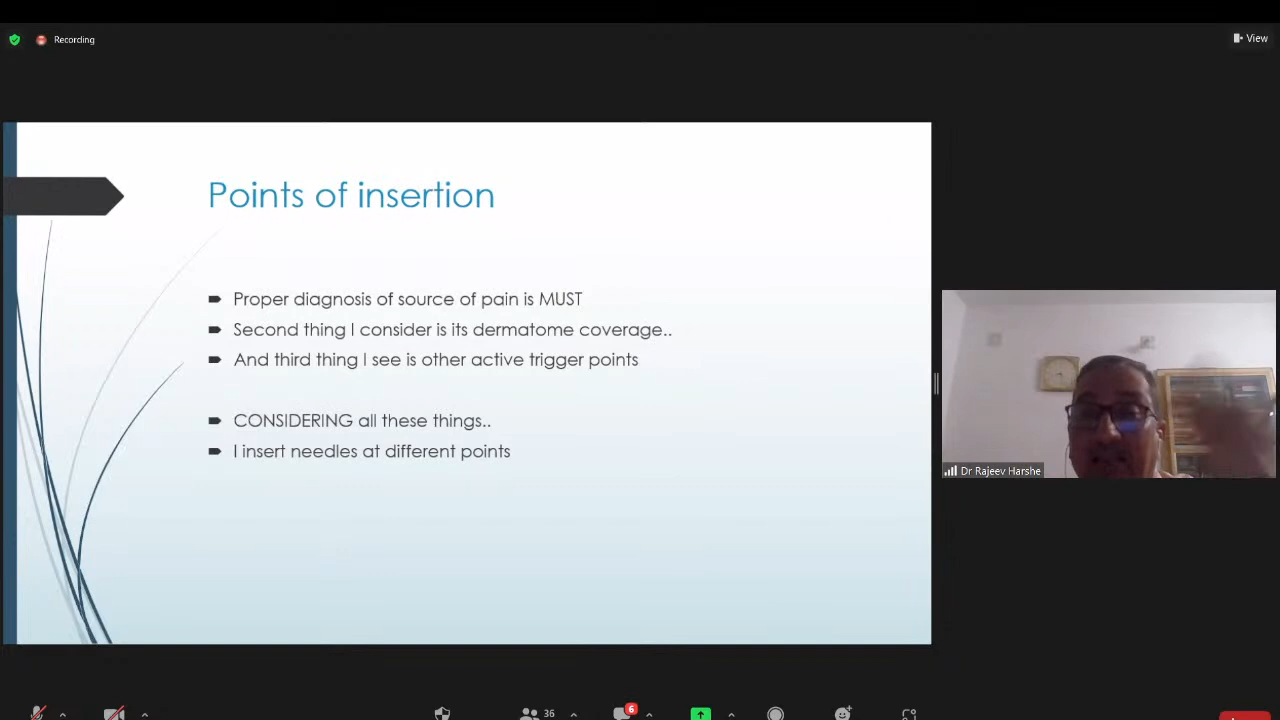 Recording
View
Points of insertion
Proper diagnosis of source of pain is MUST
Second thing I consider is its dermatome coverage..
And third thing I see is other active trigger points
CONSIDERING all these things..
I insert needles at different points
Dr Rajeev Harshe
36
6